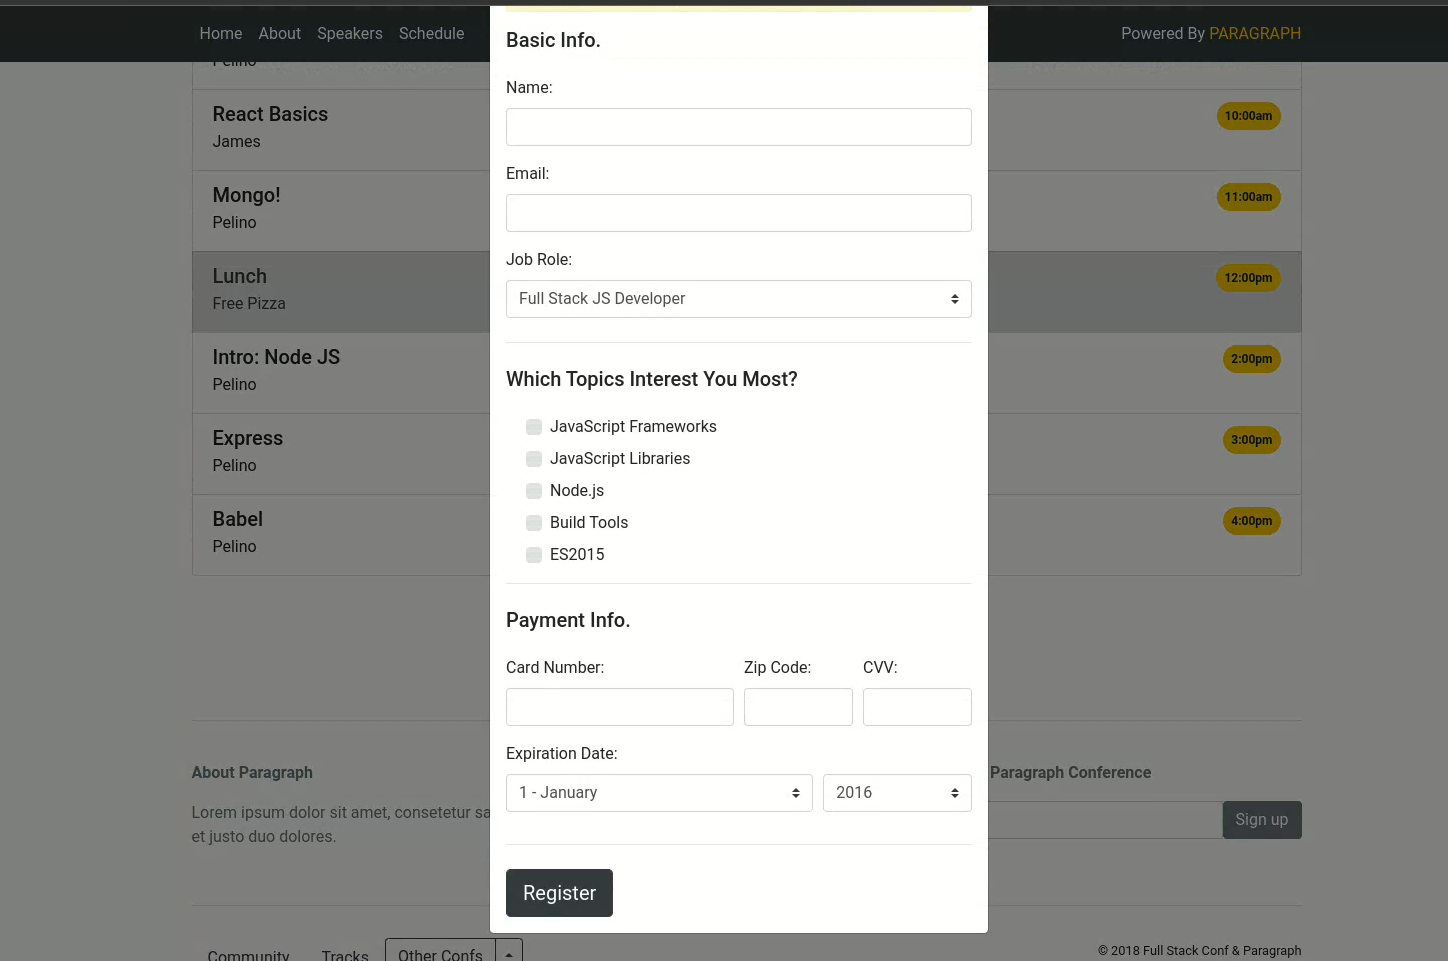 Home About Speakers Schedule
Powered By PARAGRAPH
React Basics
James
10:00am
Mongo!
Pelino
11:00am
Lunch
Free Pizza
12:00pm
Intro: Node JS
Pelino
2:00pm
Express
Pelino
3:00pm
Babel
Pelino
4:00pm
Basic Info.
Name:
Email:
Job Role:
Full Stack JS Developer
Which Topics Interest You Most?
JavaScript Frameworks
JavaScript Libraries
Node.js
Build Tools
ES2015
Payment Info.
Card Number: Zip Code: CVV:
Expiration Date:
1 - January 2016
Register
About Paragraph
Lorem ipsum dolor sit amet, consetetur
et justo duo dolores.
Paragraph Conference
Sign up
Community Tracks Other Confs
© 2018 Full Stack Conf & Paragraph